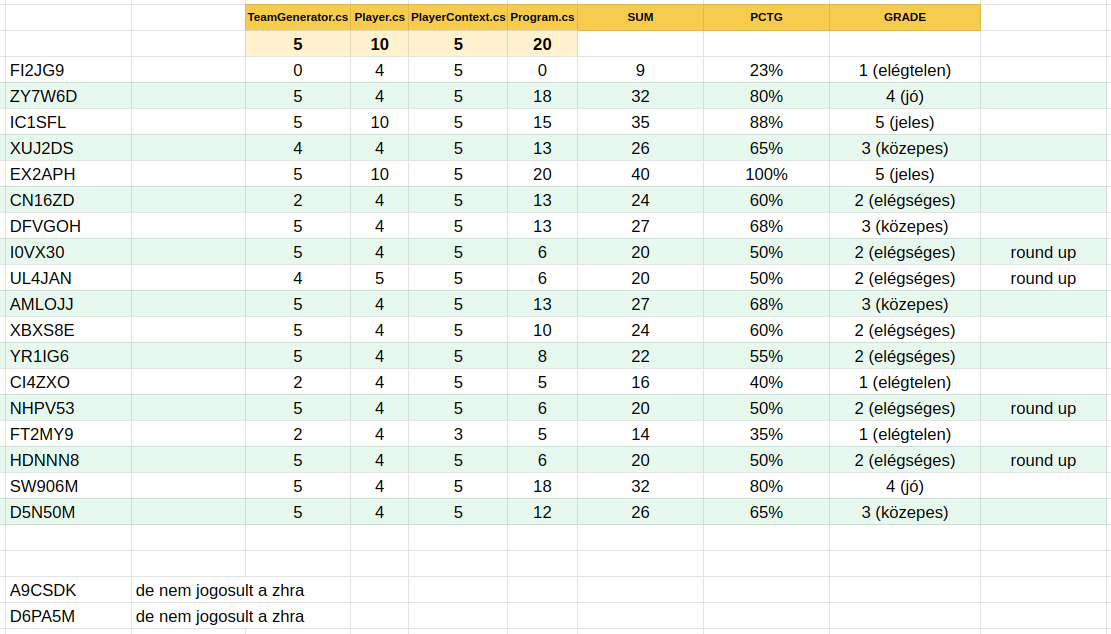 TeamGenerator.cs Player.cs PlayerContext.cs Program.cs SUM PCTG GRADE
5 10 5 20
FI2JG9 0 4 5 0 9 23% 1 (elégtelen)
ZY7W6D 5 4 5 18 32 80% 4 (jó)
IC1SFL 5 10 5 15 35 88% 5 (jeles)
XUJ2DS 4 4 5 13 26 65% 3 (közepes)
EX2APH 5 10 5 20 40 100% 5 (jeles)
CN16ZD 2 4 5 13 24 60% 2 (elégséges)
DFVGOH 5 4 5 13 27 68% 3 (közepes)
I0VX30 5 4 5 6 20 50% 2 (elégséges) round up
UL4JAN 4 5 5 6 20 50% 2 (elégséges) round up
AMLOJJ 5 4 5 13 27 68% 3 (közepes)
XBXS8E 5 4 5 10 24 60% 2 (elégséges)
YR1IG6 5 4 5 8 22 55% 2 (elégséges)
CI4ZXO 2 4 5 5 16 40% 1 (elégtelen)
NHPV53 5 4 5 6 20 50% 2 (elégséges) round up
FT2MY9 2 4 3 5 14 35% 1 (elégtelen)
HDNNN8 5 4 5 6 20 50% 2 (elégséges) round up
SW906M 5 4 5 18 32 80% 4 (jó)
D5N50M 5 4 5 12 26 65% 3 (közepes)
A9CSDK de nem jogosult a zhra
D6PA5M de nem jogosult a zhra